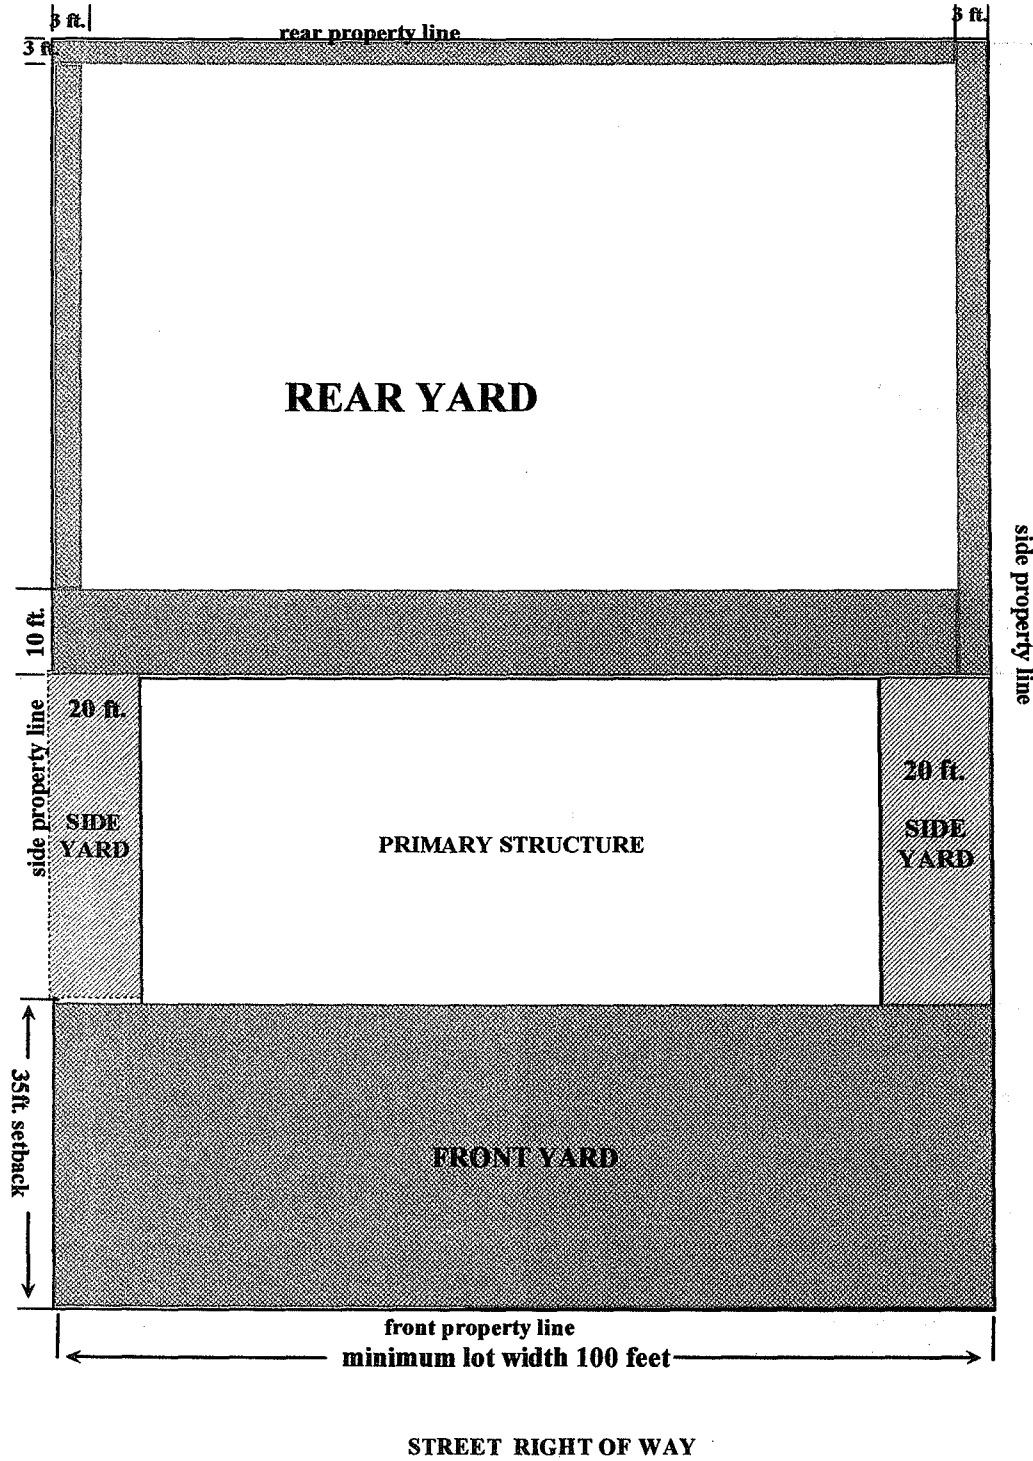 3 ft.
3 ft.
rear property line
3 ft.
REAR YARD
side property line
10 ft.
side property line
20 ft.
20 ft.
SIDE
YARD
PRIMARY STRUCTURE
SIDE
YARD
35ft. setback
FRONT YARD
front property line
minimum lot width 100 feet
STREET RIGHT OF WAY